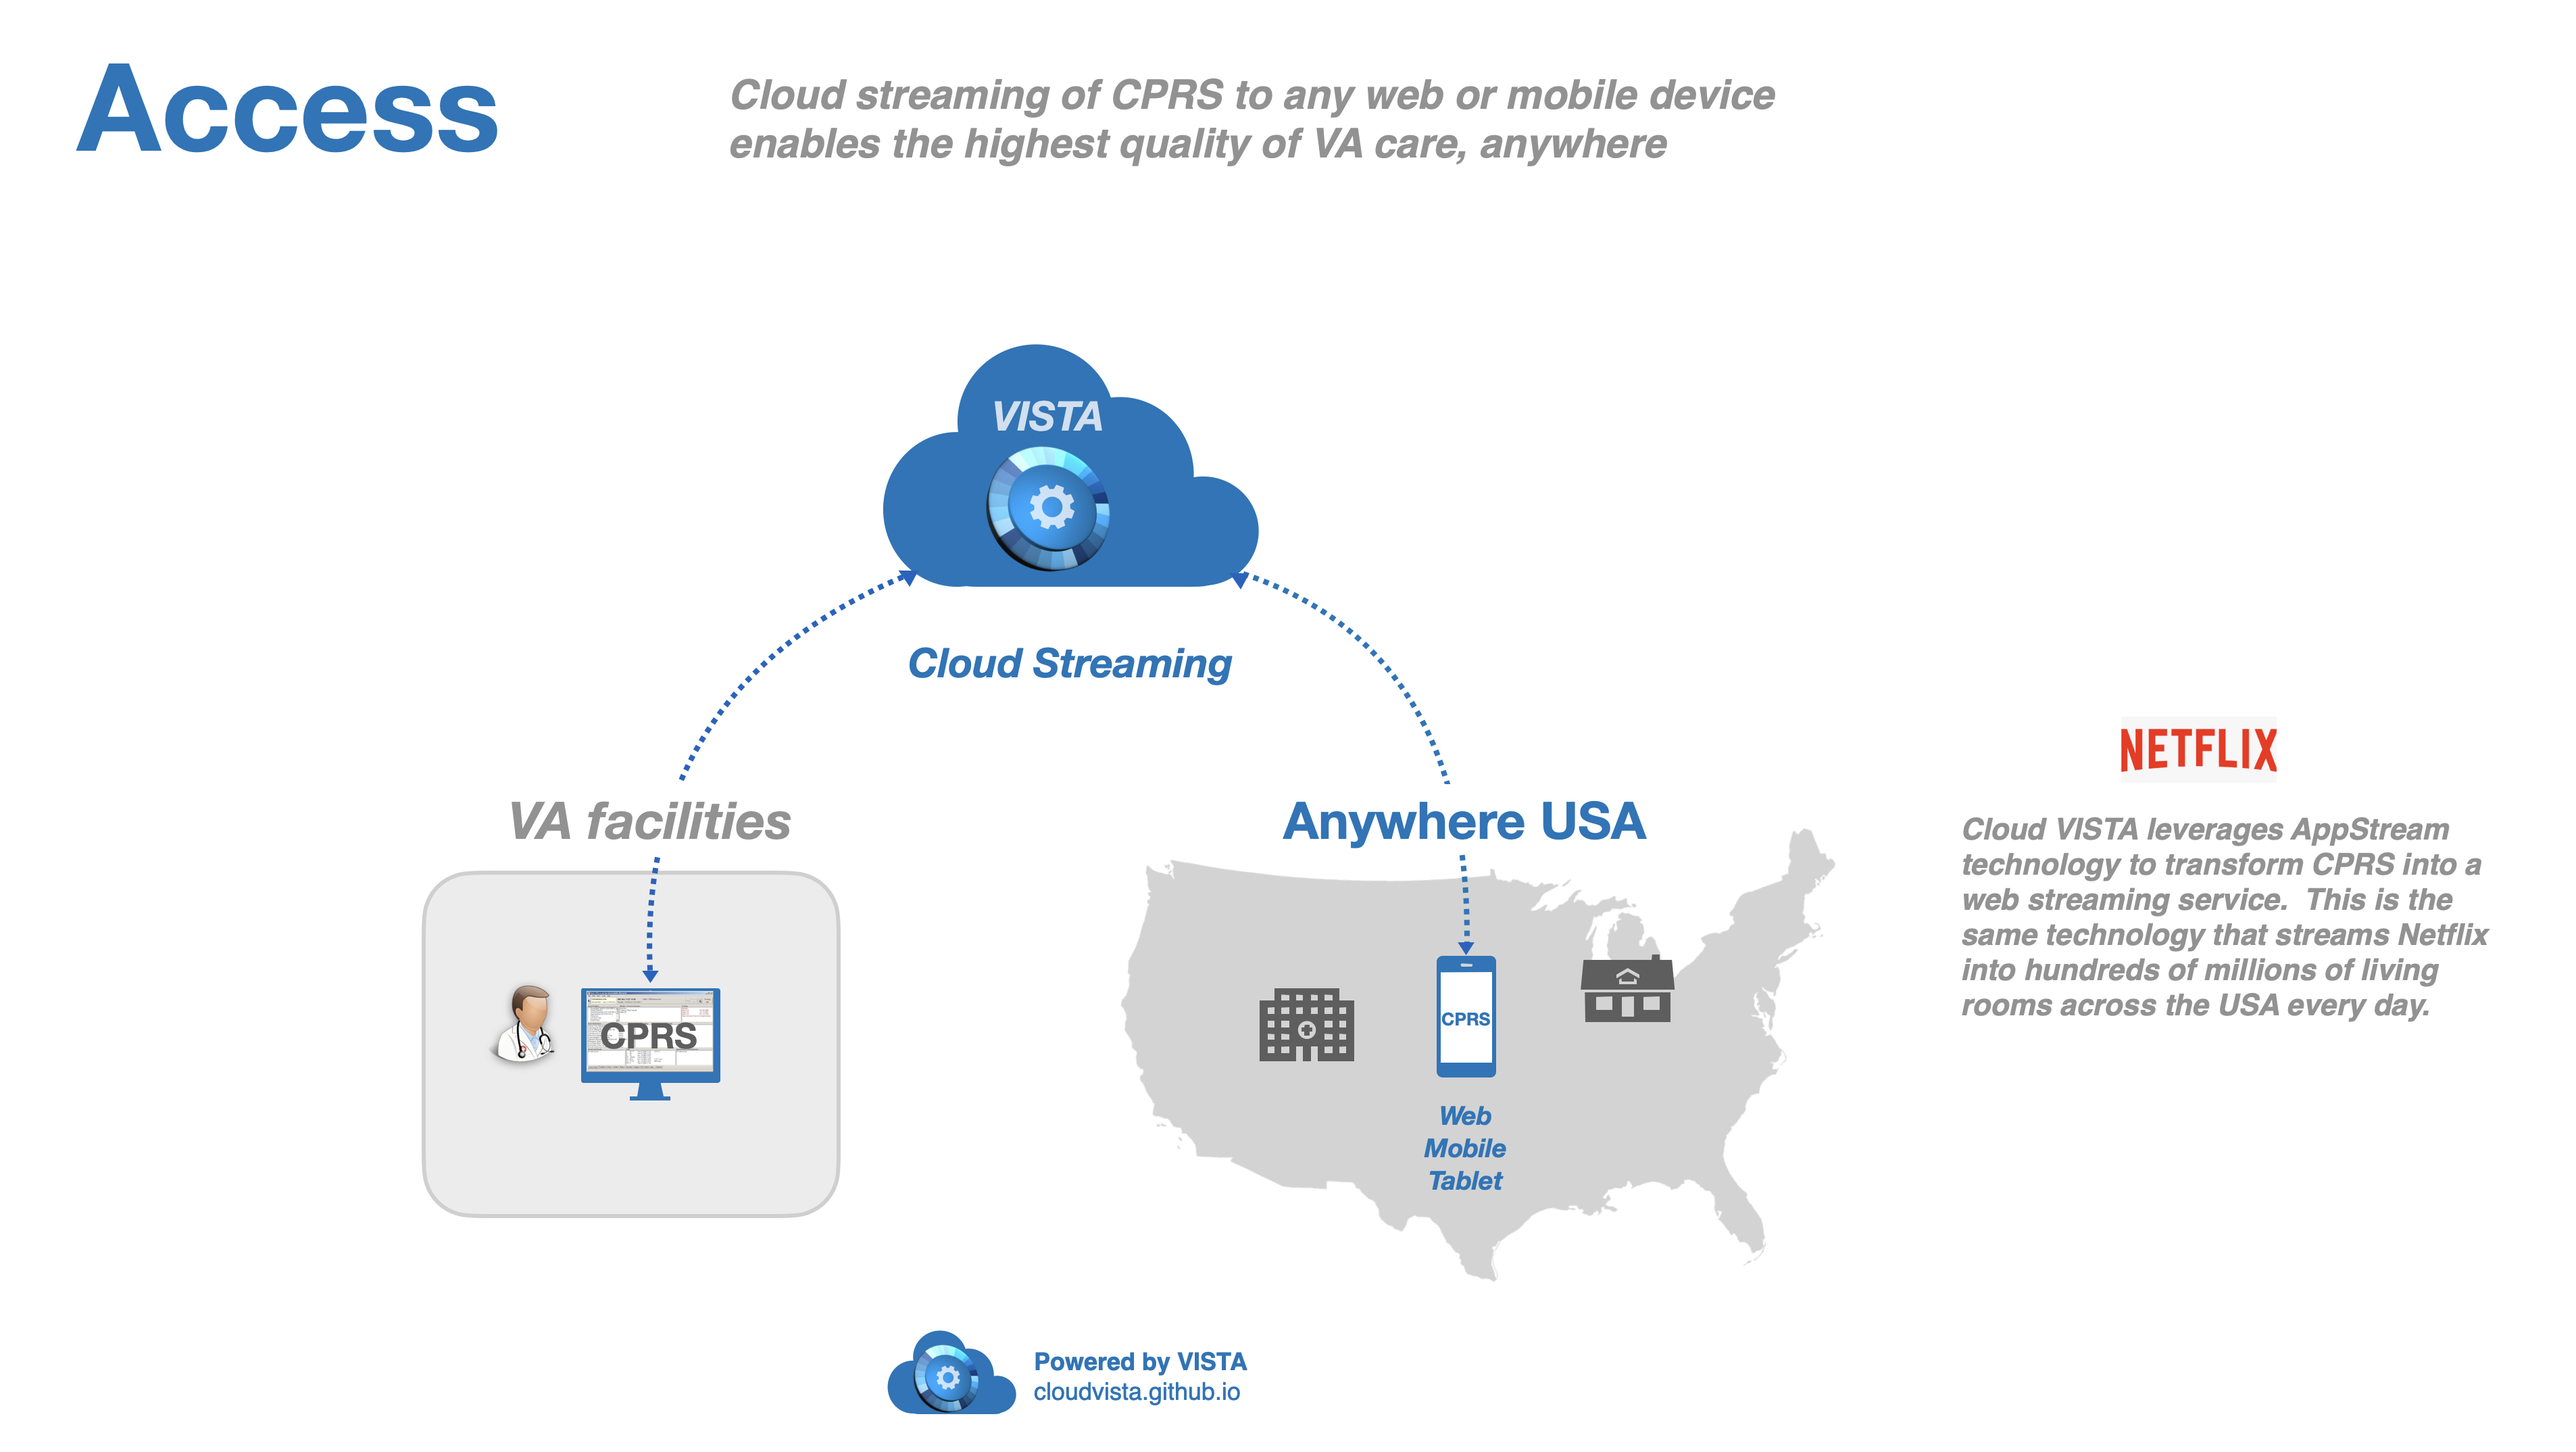 Access
Cloud streaming of CPRS to any web or mobile device
enables the highest quality of VA care, anywhere
VISTA
Cloud Streaming
VA facilities
CPRS
Anywhere USA
CPRS
Web
Mobile
Tablet
NETFLIX
Cloud VISTA leverages AppStream
technology to transform CPRS into a
web streaming service.  This is the
same technology that streams Netflix
into hundreds of millions of living
rooms across the USA every day.
Powered by VISTA
cloudvista.github.io